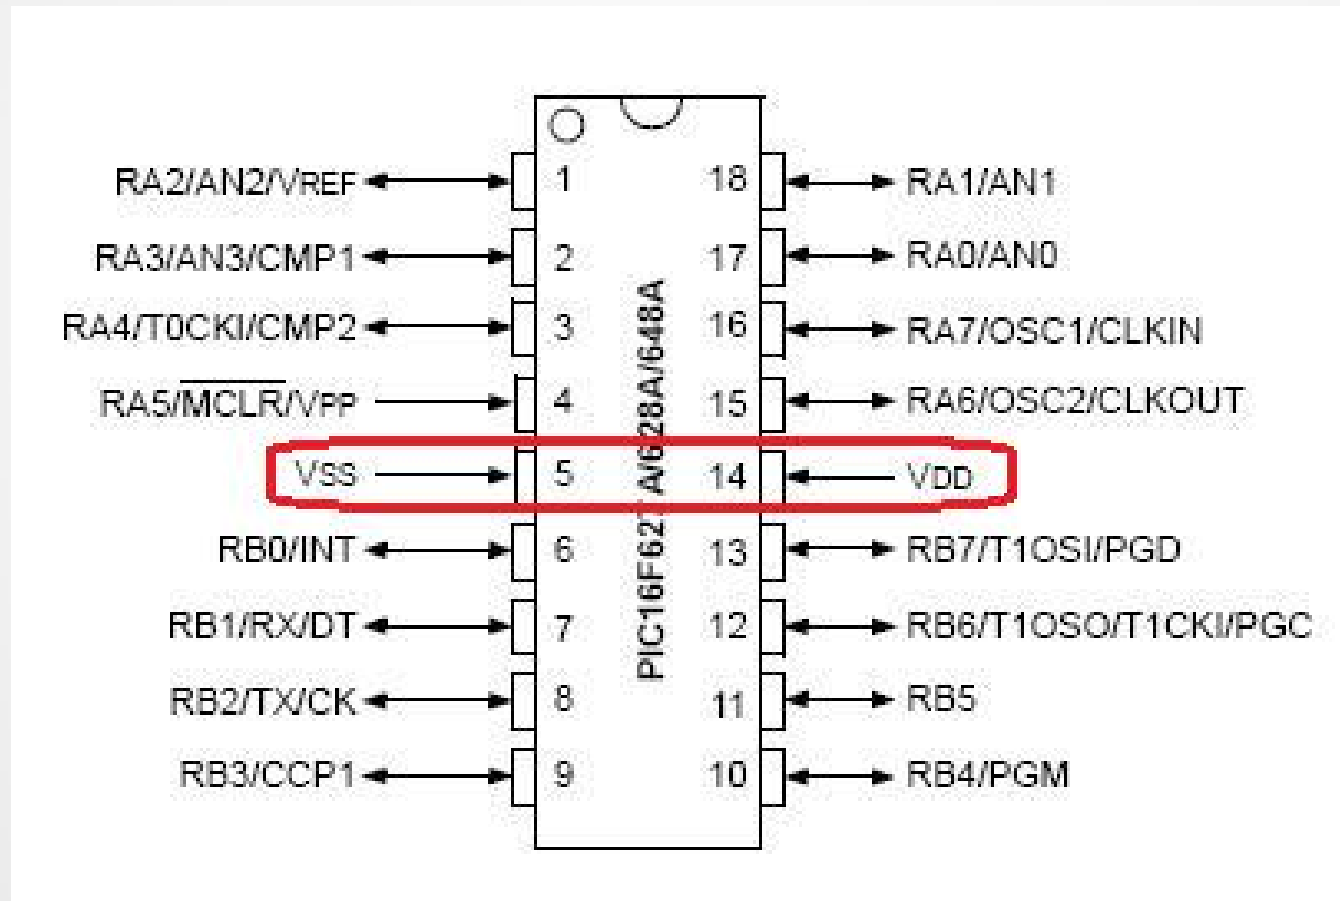 RA2/AN2/VREF 1 18 RA1/AN1
RA3/AN3/CMP1 2 17 RA0/AN0
RA4/T0CKI/CMP2 3 16 RA7/OSC1/CLKIN
RA5/MCLR/VPP 4 15 RA6/OSC2/CLKOUT
VSS 5 14 VDD
RB0/INT 6 13 RB7/T1OSI/PGD
RB1/RX/DT 7 12 RB6/T1OSO/T1CKI/PGC
RB2/TX/CK 8 11 RB5
RB3/CCP1 9 10 RB4/PGM
PIC16F627A/628A/648A